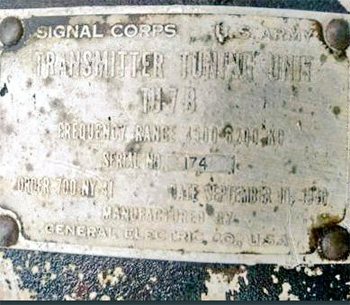 SIGNAL CORPS U.S. ARMY
TRANSMITTER TUNING UNIT
TU 7 B
FREQUENCY RANGE 4500-6200 KC
SERIAL NO. 174
ORDER 700-NY-41 DATE SEPTEMBER 11, 1940
MANUFACTURED BY
GENERAL ELECTRIC CO., U.S.A.